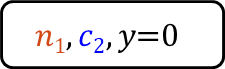 n₁, c₂, y=0